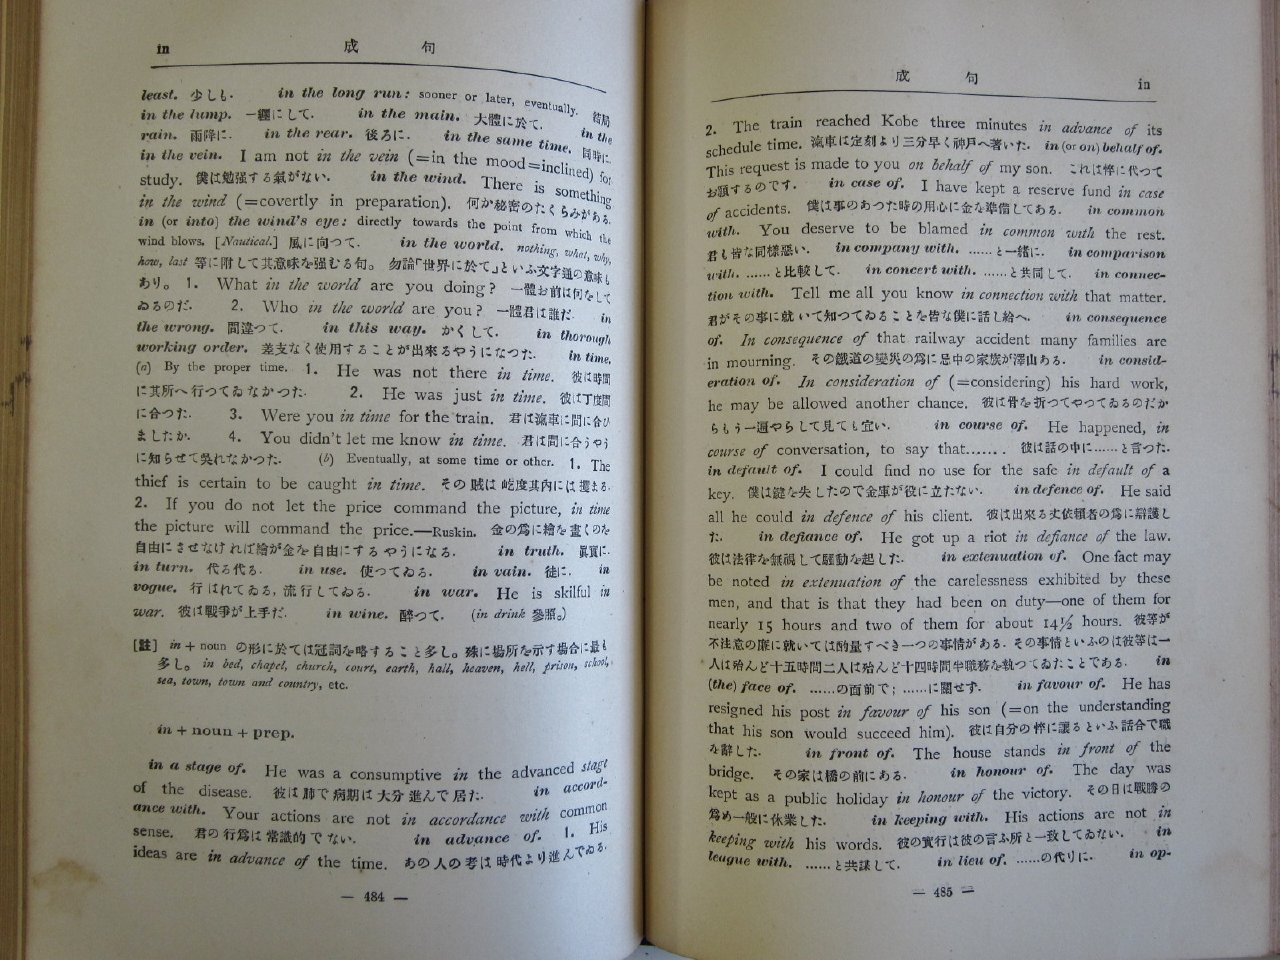 in 成句
least. 少しも. in the long run: sooner or later, eventually. 結局
in the lump. 一纒にして. in the main. 大體に於て. in the
rain. 雨降に. in the rear. 後ろに. in the same time. 同時に.
in the vein. I am not in the vein (=in the mood=inclined) for
study. 僕は勉强する氣がない. in the wind. There is something
in the wind (=covertly in preparation). 何か秘密のたくらみがある.
in (or into) the wind's eye: directly towards the point from which the
wind blows. [Nautical.] 風に向つて. in the world. nothing, what, why,
how, last 等に附して其意味を强むる句。勿論「世界に於て」といふ文字通の意味も
あり。 1. What in the world are you doing? 一體お前は何をして
ゐるのだ. 2. Who in the world are you? 一體君は誰だ. in
the wrong. 間違つて. in this way. かくして. in thorough
working order. 差支なく使用することが出來るやうになつた. in time.
(a) By the proper time. 1. He was not there in time. 彼は時間
に其所へ行つてゐなかつた. 2. He was just in time. 彼は丁度間
に合つた. 3. Were you in time for the train. 君は滊車に間に合ひ
ましたか. 4. You didn't let me know in time. 君は間に合うやう
に知らせて吳れなかつた. (b) Eventually, at some time or other. 1. The
thief is certain to be caught in time. その賊は屹度其内には攫まる.
2. If you do not let the price command the picture, in time
the picture will command the price.—Ruskin. 金の爲に繪を畫くのを
自由にさせなければ繪が金を自由にするやうになる. in truth. 眞實に.
in turn. 代る代る. in use. 使つてゐる. in vain. 徒に. in
vogue. 行はれてゐる, 流行してゐる. in war. He is skilful in
war. 彼は戰爭が上手だ. in wine. 醉つて. (in drink 參照。)
[註] in + noun の形に於ては冠詞を略すること多し。殊に場所を示す場合に最も
多し。in bed, chapel, church, court, earth, hall, heaven, hell, prison, school,
sea, town, town and country, etc.
in + noun + prep.
in a stage of. He was a consumptive in the advanced stage
of the disease. 彼は肺で病期は大分進んで居た. in accord-
ance with. Your actions are not in accordance with common
sense. 君の行爲は常識的でない. in advance of. 1. His
ideas are in advance of the time. あの人の考は時代より進んでゐる.
— 484 —
成句 in
2. The train reached Kobe three minutes in advance of its
schedule time. 滊車は定刻より三分早く神戸へ著いた. in (or on) behalf of.
This request is made to you on behalf of my son. これは悴に代つて
お願するのです. in case of. I have kept a reserve fund in case
of accidents. 僕は事のあつた時の用心に金を準備してある. in common
with. You deserve to be blamed in common with the rest.
君も皆な同樣惡い. in company with. ......と一緖に. in comparison
with. ......と比較して. in concert with. ......と共同して. in connec-
tion with. Tell me all you know in connection with that matter.
君がその事に就いて知つてゐることを皆な僕に話し給へ. in consequence
of. In consequence of that railway accident many families are
in mourning. その鐵道の變災の爲に忌中の家族が澤山ある. in consid-
eration of. In consideration of (=considering) his hard work,
he may be allowed another chance. 彼は骨を折つてやつてゐるのだか
らもう一遍やらして見ても宜い. in course of. He happened, in
course of conversation, to say that....... 彼は話の中に......と言つた.
in default of. I could find no use for the safe in default of a
key. 僕は鍵を失したので金庫が役に立たない. in defence of. He said
all he could in defence of his client. 彼は出來る丈依賴者の爲に辯護し
た. in defiance of. He got up a riot in defiance of the law.
彼は法律を無視して騷動を起した. in extenuation of. One fact may
be noted in extenuation of the carelessness exhibited by these
men, and that is that they had been on duty—one of them for
nearly 15 hours and two of them for about 14½ hours. 彼等が
不注意の廉に就いては酌量すべき一つの事情がある. その事情といふのは彼等は一
人は殆んど十五時間二人は殆んど十四時間半職務を執つてゐたことである. in
(the) face of. ......の面前で; ......に關せず. in favour of. He has
resigned his post in favour of his son (=on the understanding
that his son would succeed him). 彼は自分の悴に讓るといふ話合で職
を辭した. in front of. The house stands in front of the
bridge. その家は橋の前にある. in honour of. The day was
kept as a public holiday in honour of the victory. その日は戰勝の
爲め一般に休業した. in keeping with. His actions are not in
keeping with his words. 彼の實行は彼の言ふ所と一致してゐない. in
league with. ......と共謀して. in lieu of. ......の代りに. in op-
— 485 —